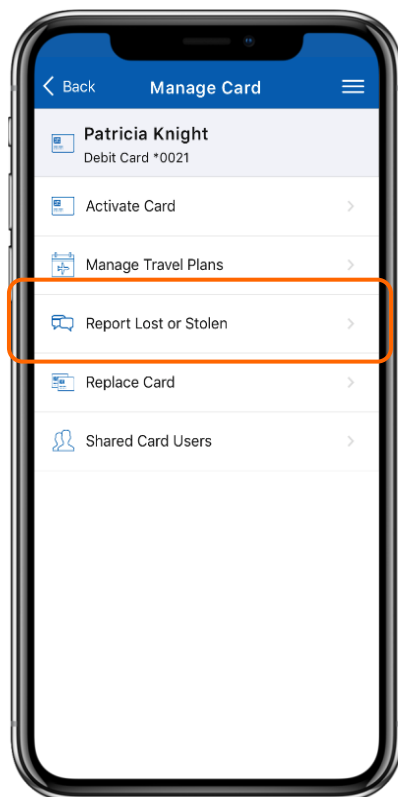 Back
Manage Card
Patricia Knight
Debit Card *0021
Activate Card
Manage Travel Plans
Report Lost or Stolen
Replace Card
Shared Card Users